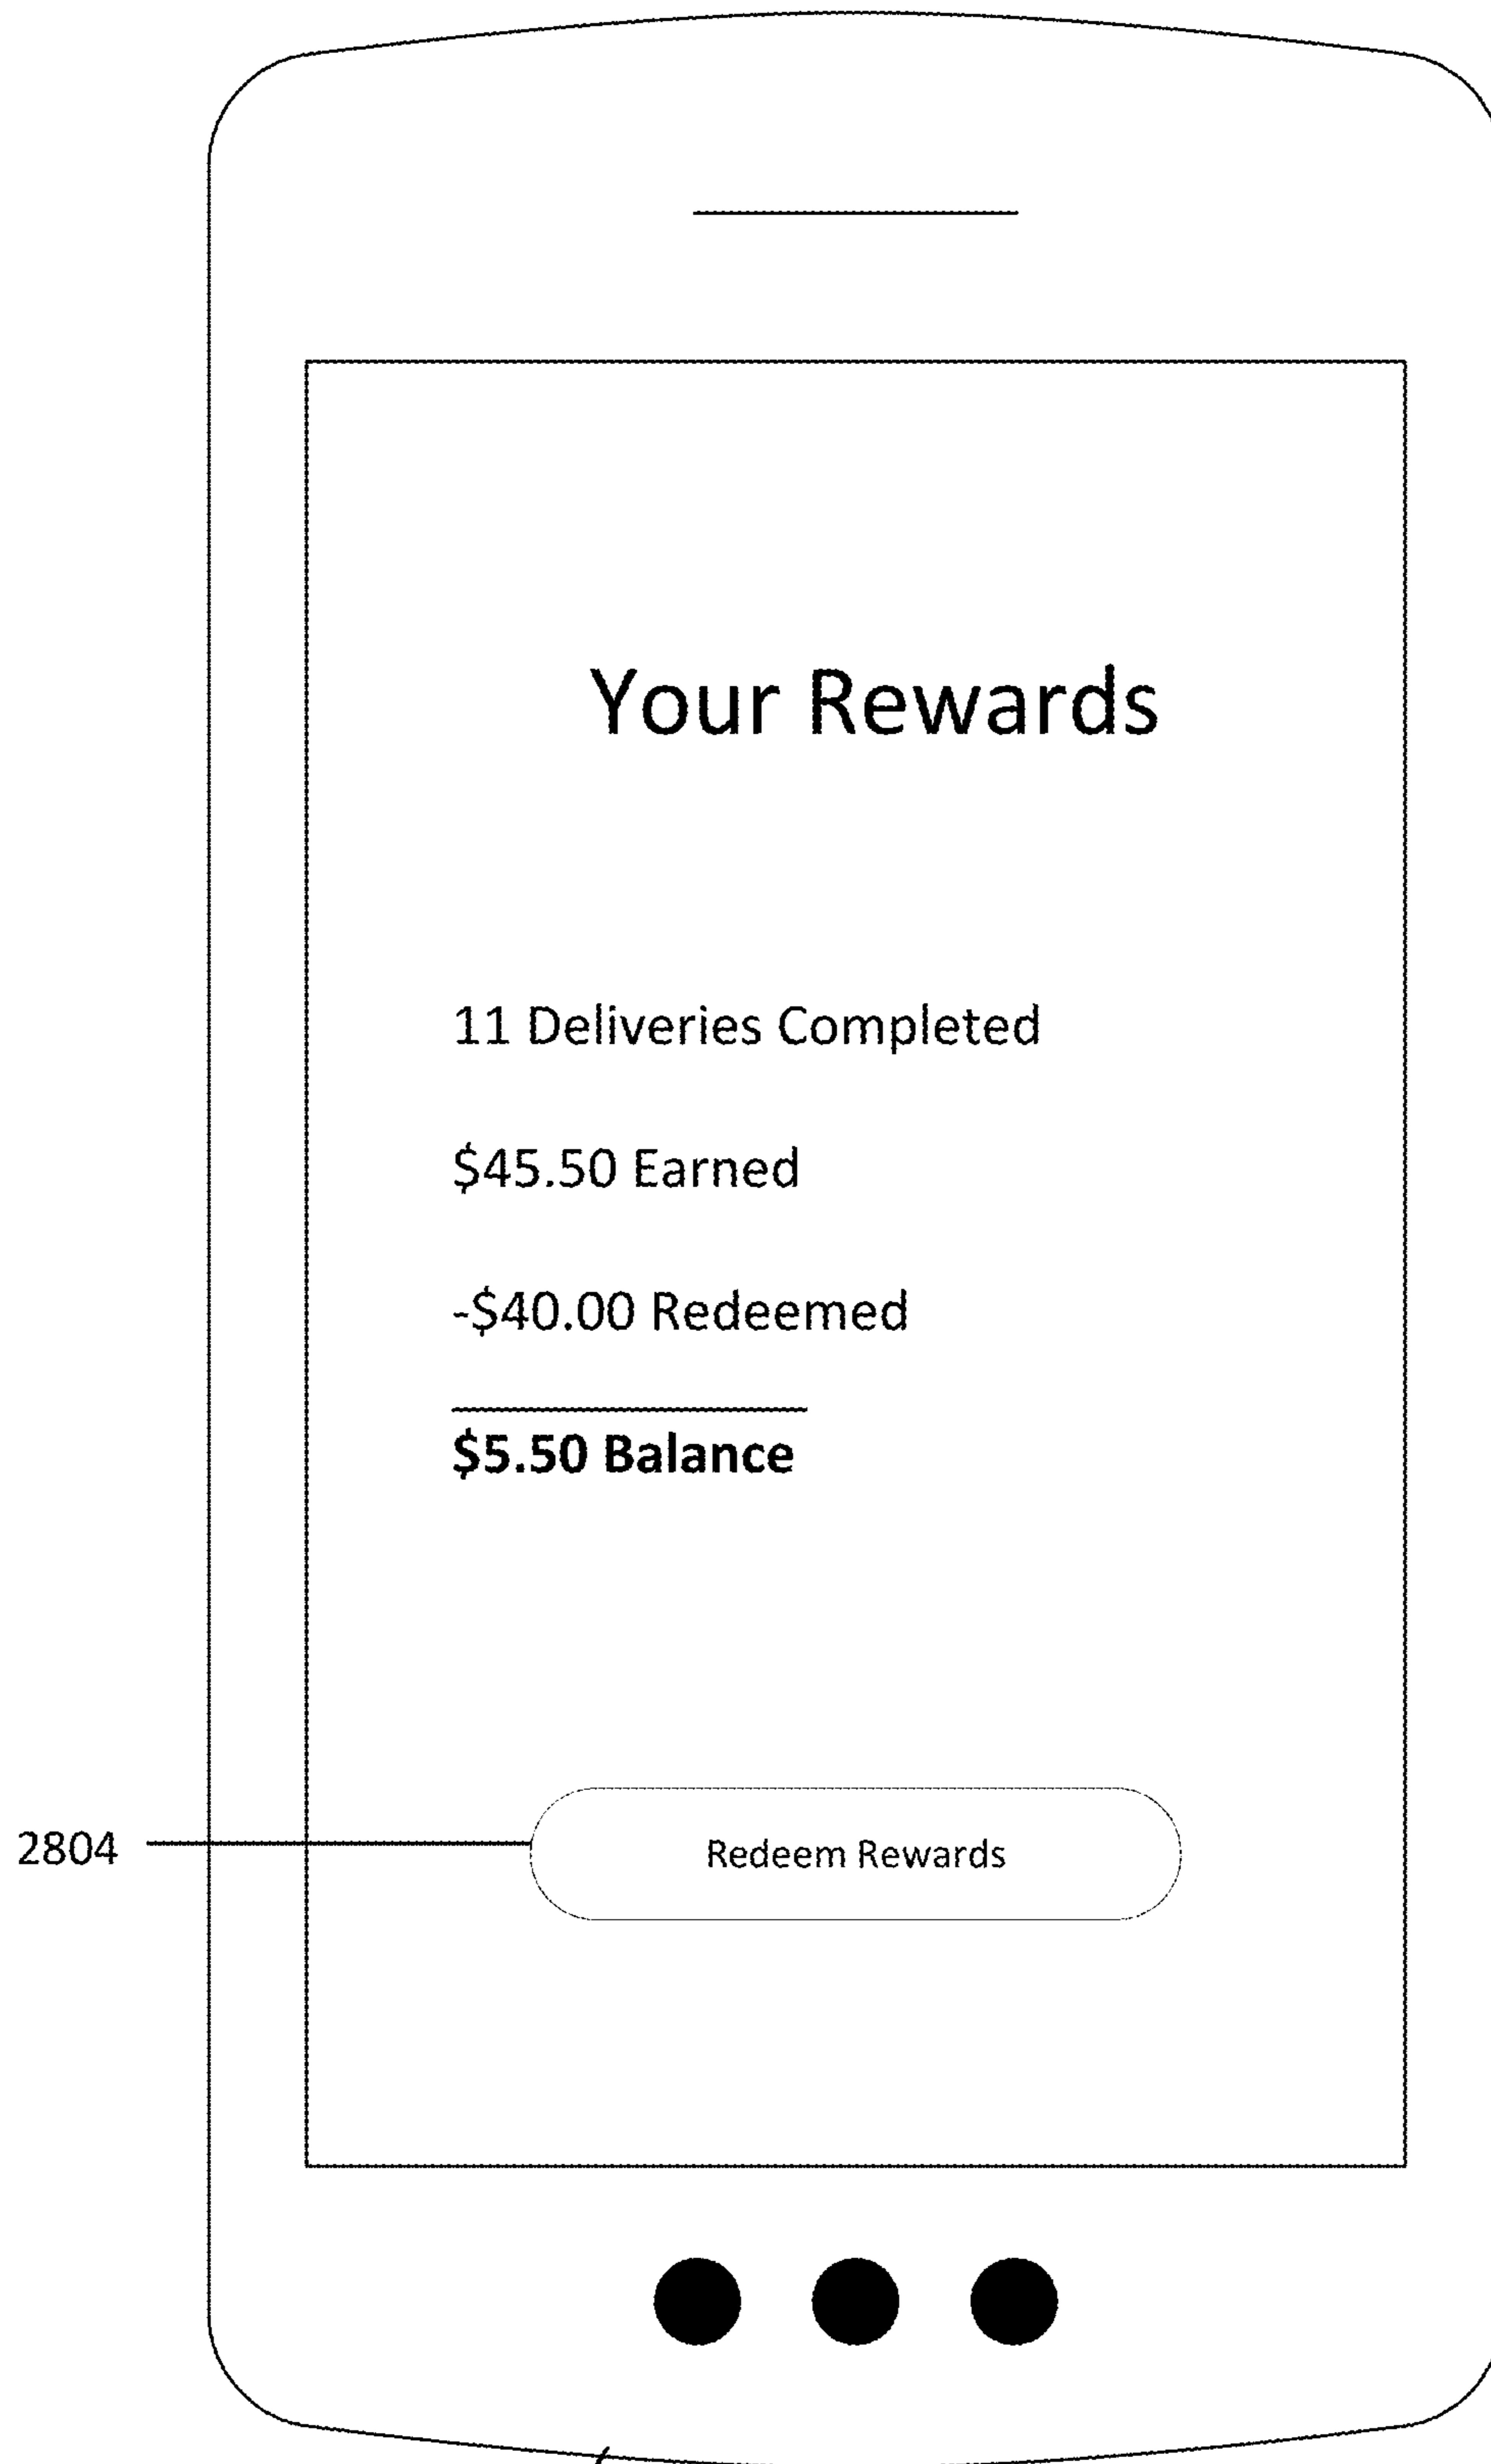 Your Rewards
11 Deliveries Completed
$45.50 Earned
-$40.00 Redeemed
$5.50 Balance
2804
Redeem Rewards